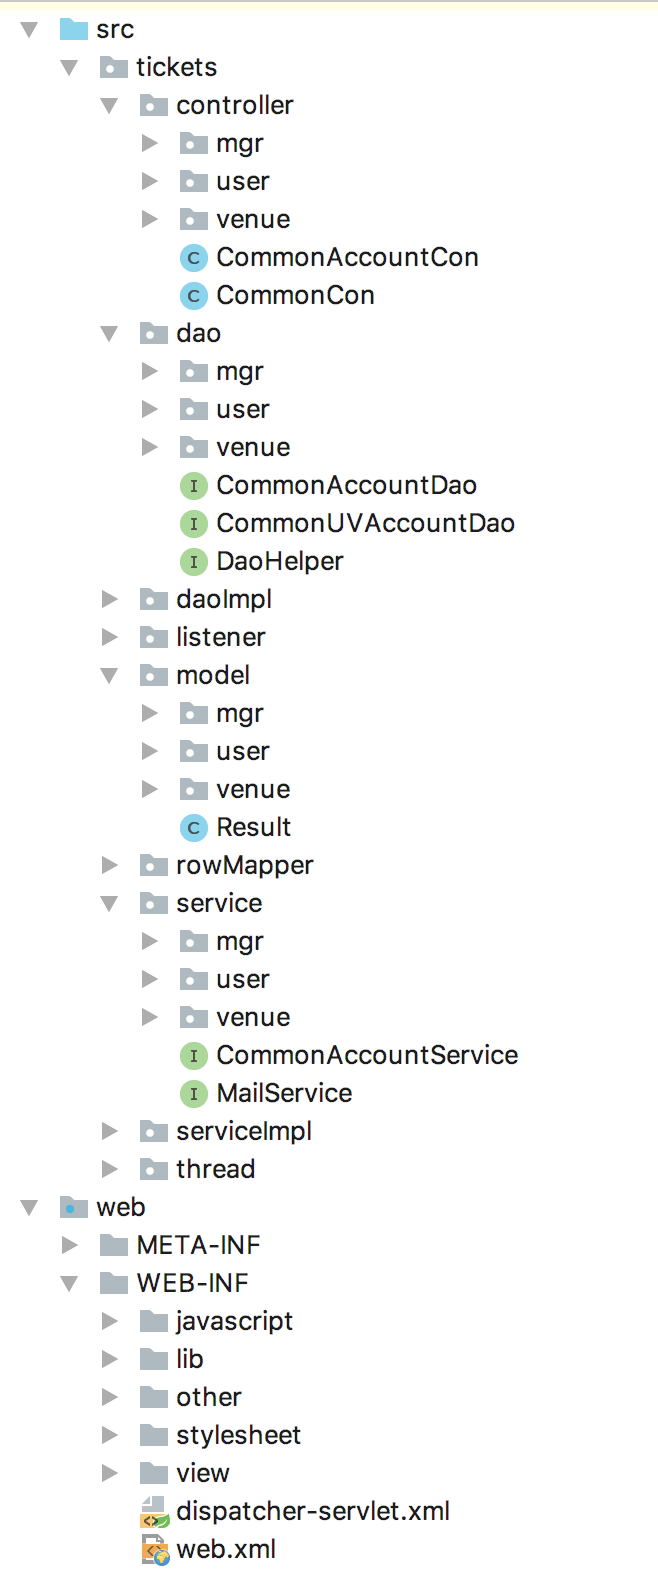 src
tickets
controller
mgr
user
venue
C CommonAccountCon
C CommonCon
dao
mgr
user
venue
I CommonAccountDao
I CommonUVAccountDao
I DaoHelper
daoImpl
listener
model
mgr
user
venue
C Result
rowMapper
service
mgr
user
venue
I CommonAccountService
I MailService
serviceImpl
thread
web
META-INF
WEB-INF
javascript
lib
other
stylesheet
view
dispatcher-servlet.xml
web.xml